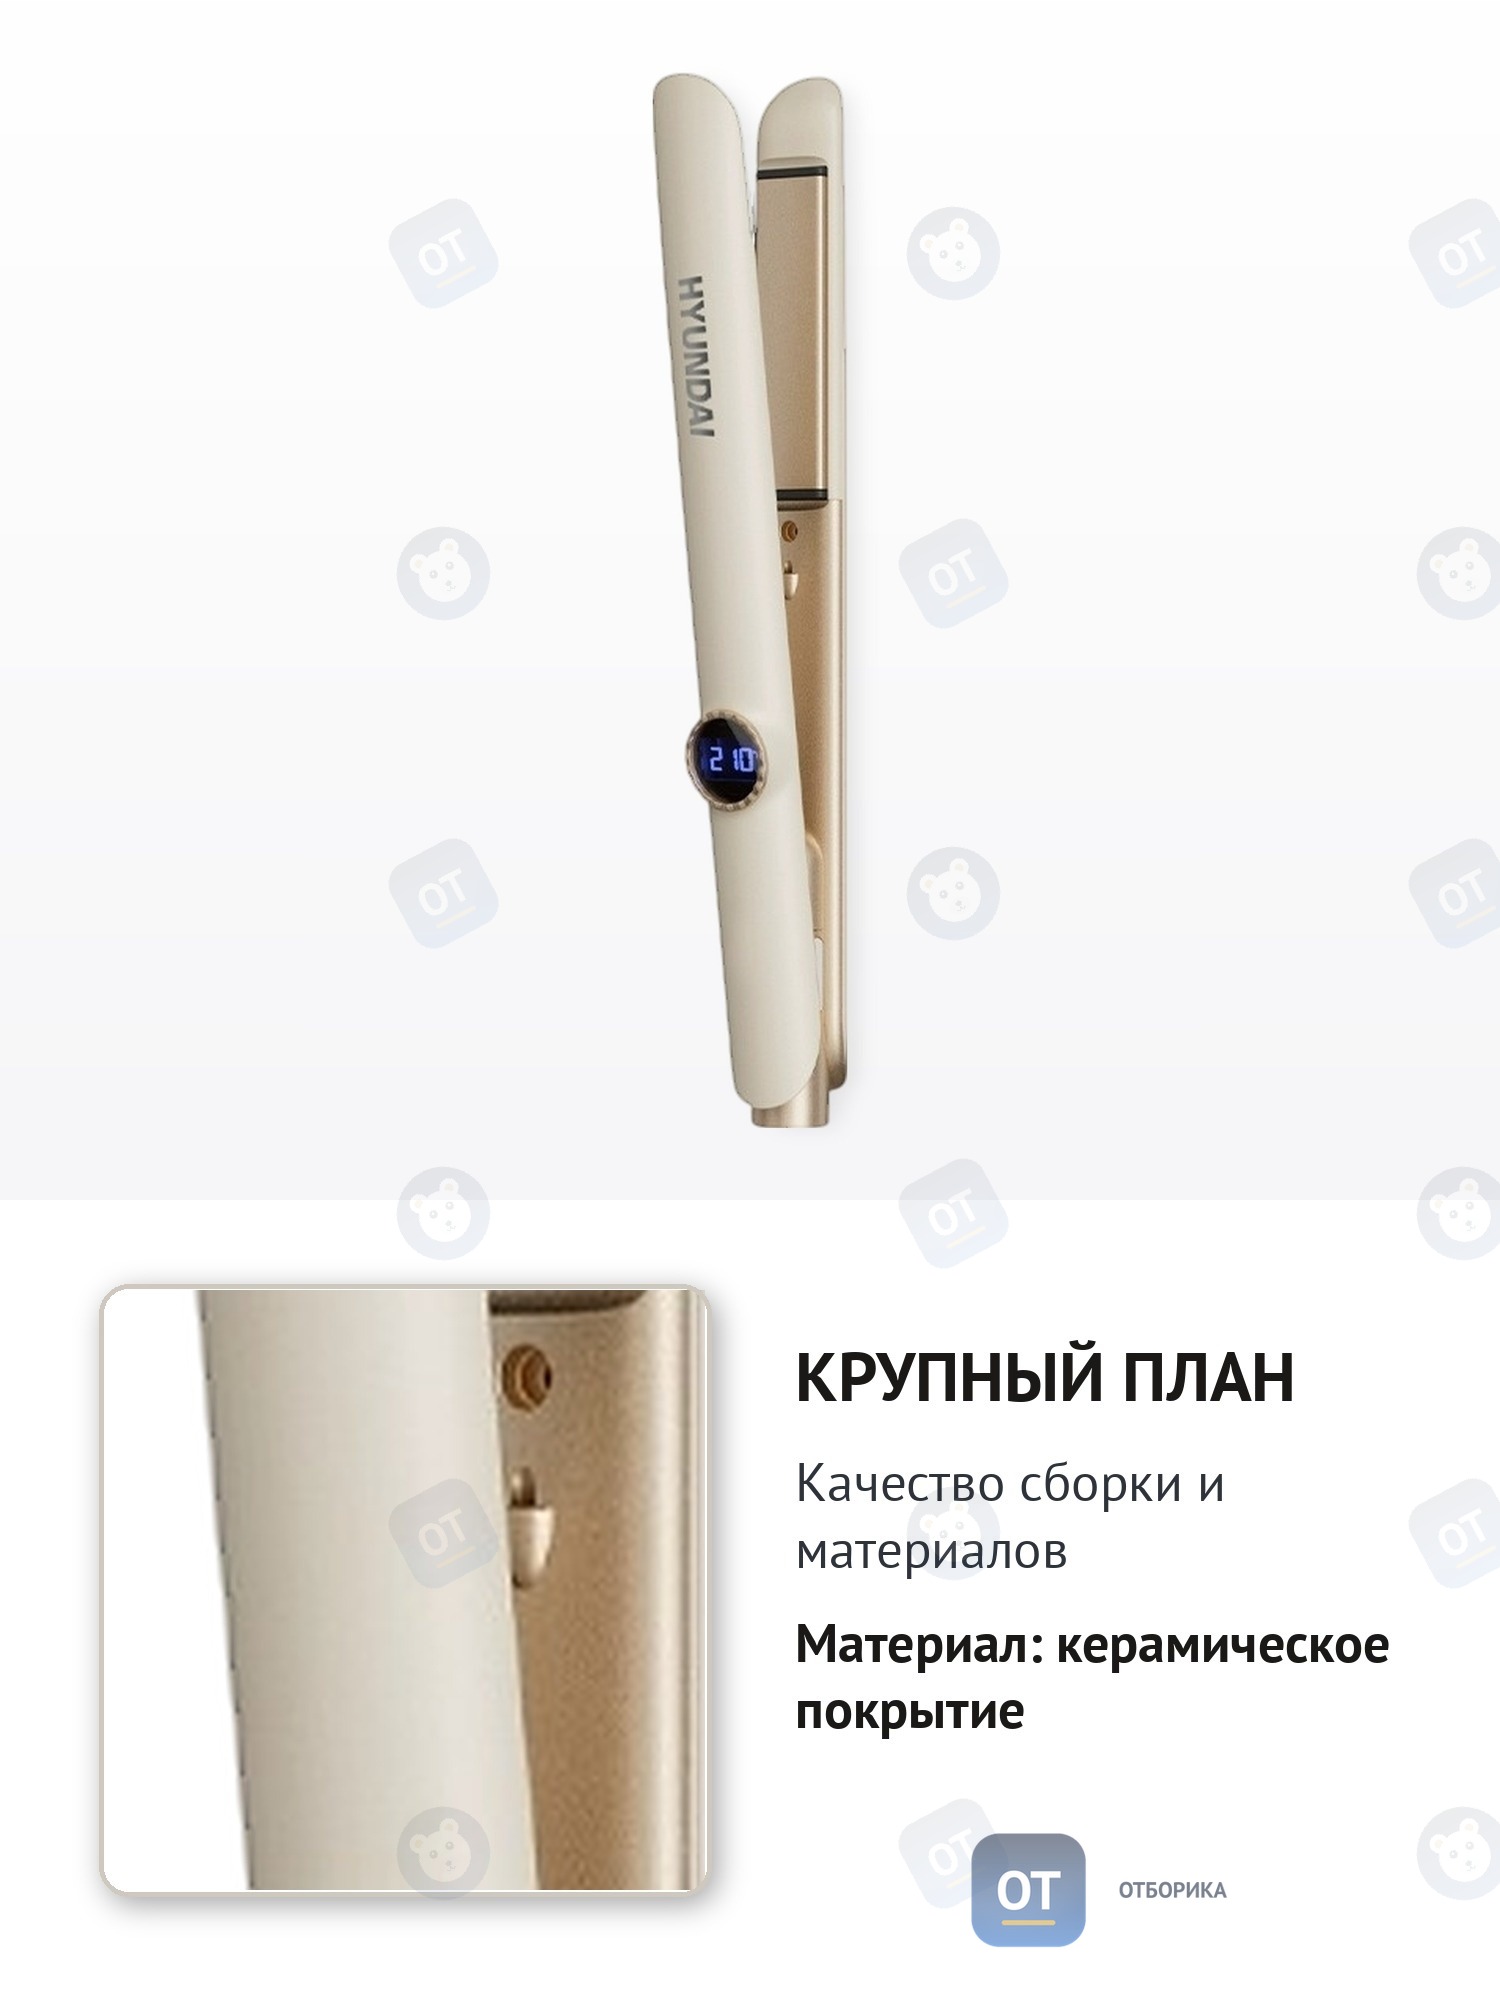 HYUNDAI
210
КРУПНЫЙ ПЛАН
Качество сборки и
материалов
Материал: керамическое
покрытие
ОТ
ОТБОРИКА